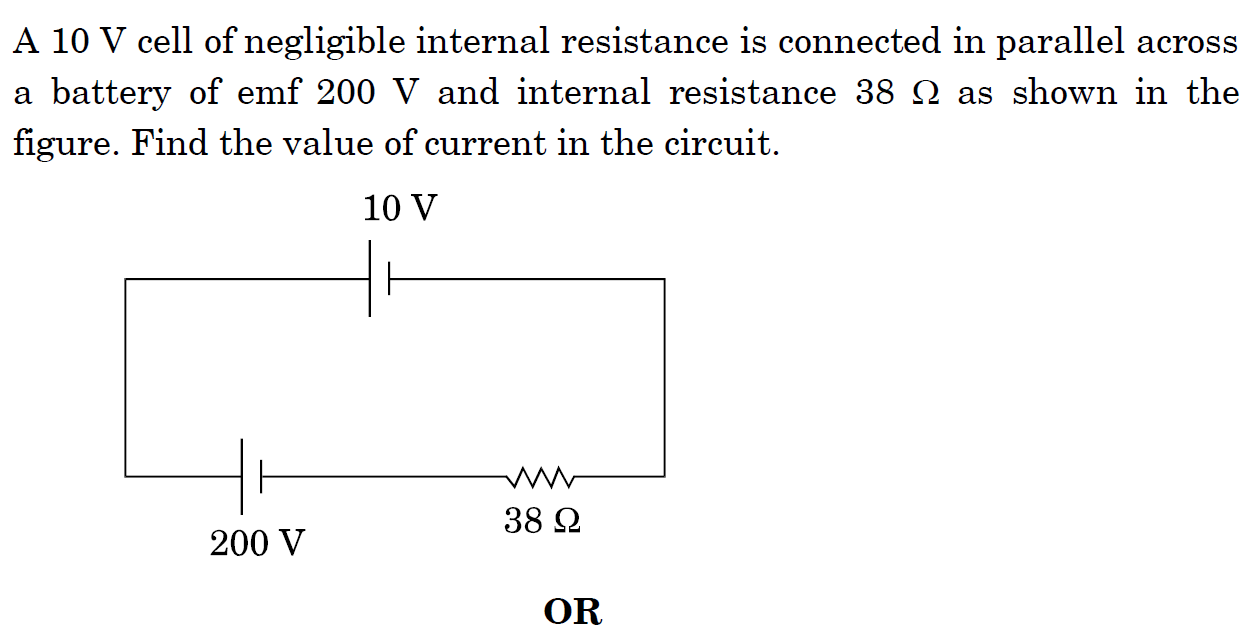 A 10 V cell of negligible internal resistance is connected in parallel across
a battery of emf 200 V and internal resistance 38 Ω as shown in the
figure. Find the value of current in the circuit.
10 V
38 Ω
200 V
OR